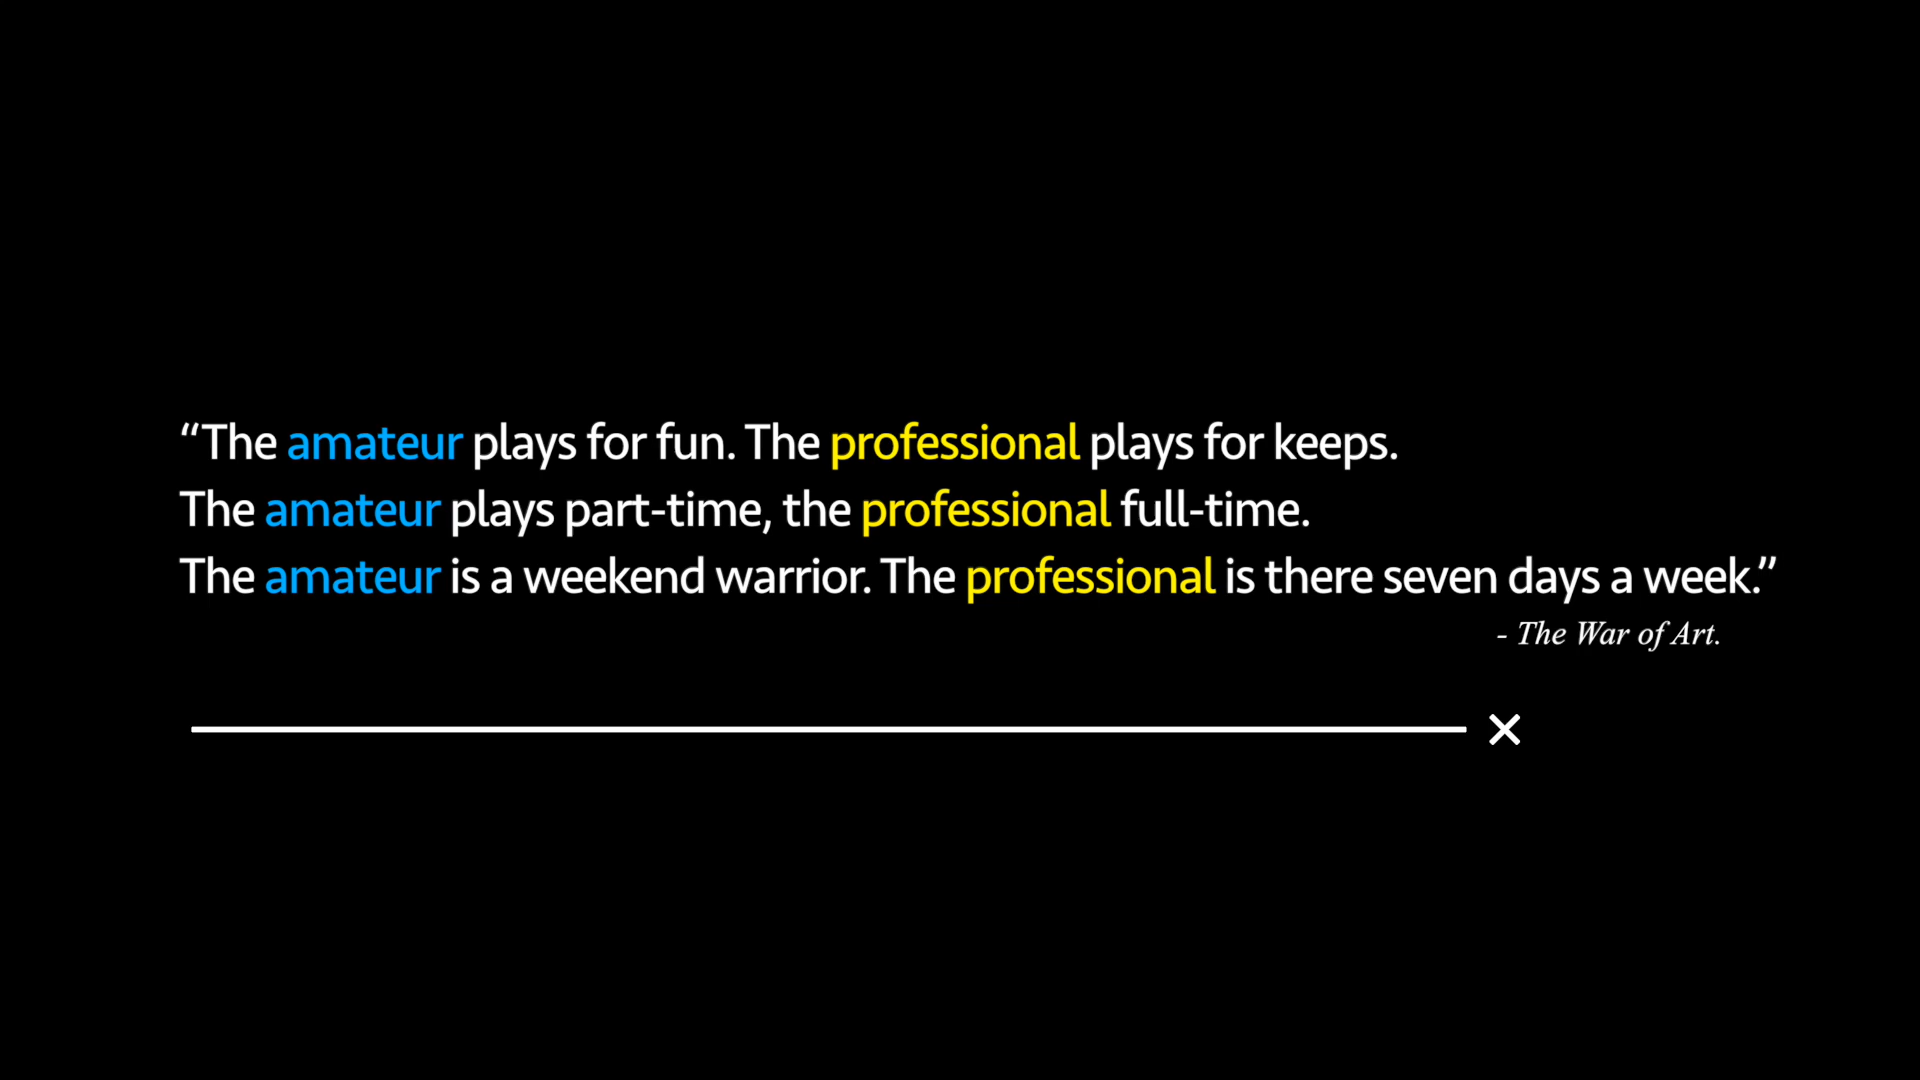 “The amateur plays for fun. The professional plays for keeps.
The amateur plays part-time, the professional full-time.
The amateur is a weekend warrior. The professional is there seven days a week.”
- The War of Art.